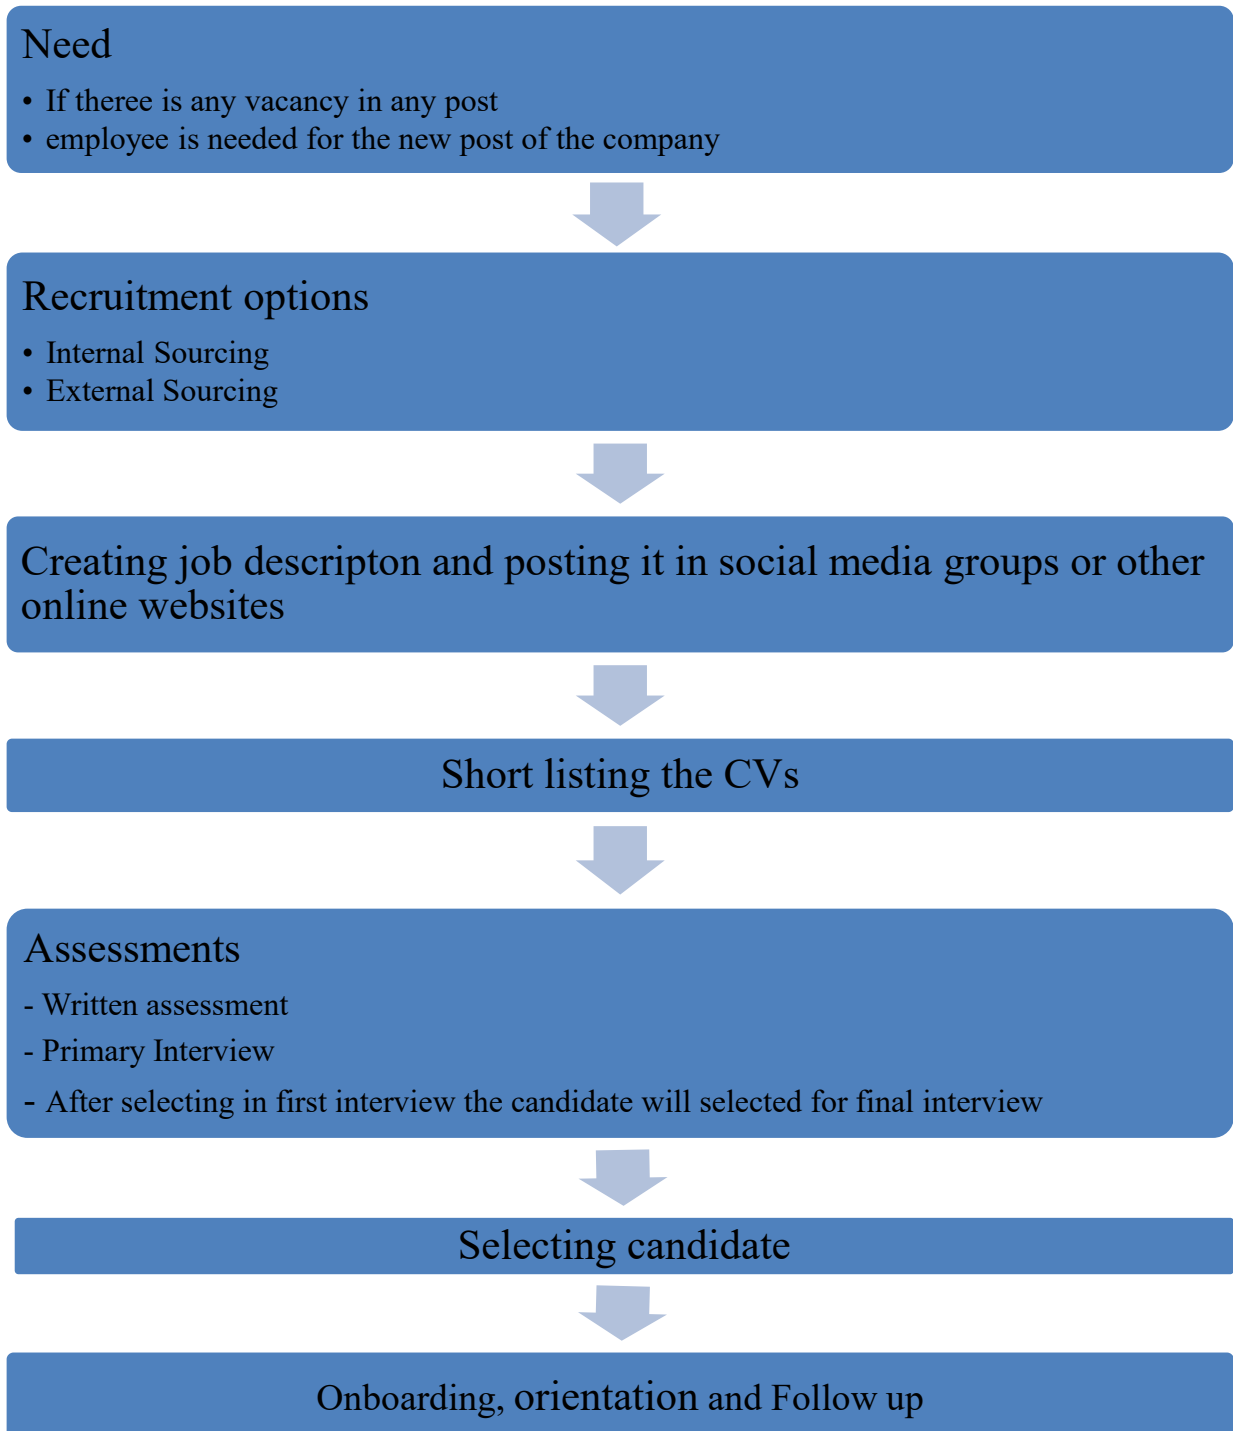 Need
• If theree is any vacancy in any post
• employee is needed for the new post of the company
Recruitment options
• Internal Sourcing
• External Sourcing
Creating job descripton and posting it in social media groups or other
online websites
Short listing the CVs
Assessments
- Written assessment
- Primary Interview
- After selecting in first interview the candidate will selected for final interview
Selecting candidate
Onboarding, orientation and Follow up